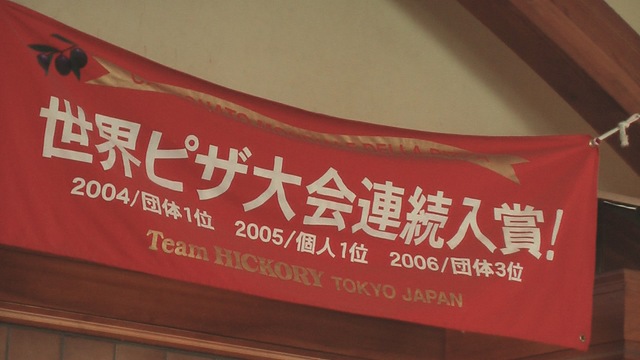 世界ピザ大会連続入賞!
2004/団体1位 2005/個人1位 2006/団体3位
Team HICKORY TOKYO JAPAN